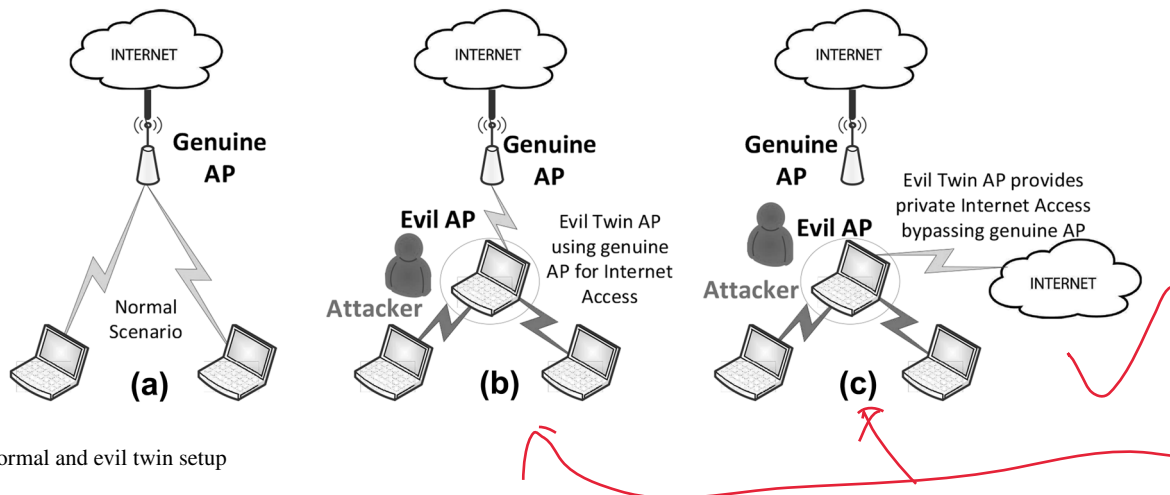 INTERNET
Genuine
AP
Normal
Scenario
(a)
INTERNET
Genuine
AP
Evil AP
Attacker
Evil Twin AP
using genuine
AP for Internet
Access
(b)
INTERNET
Genuine
AP
Evil AP
Attacker
Evil Twin AP provides
private Internet Access
bypassing genuine AP
INTERNET
(c)
ormal and evil twin setup